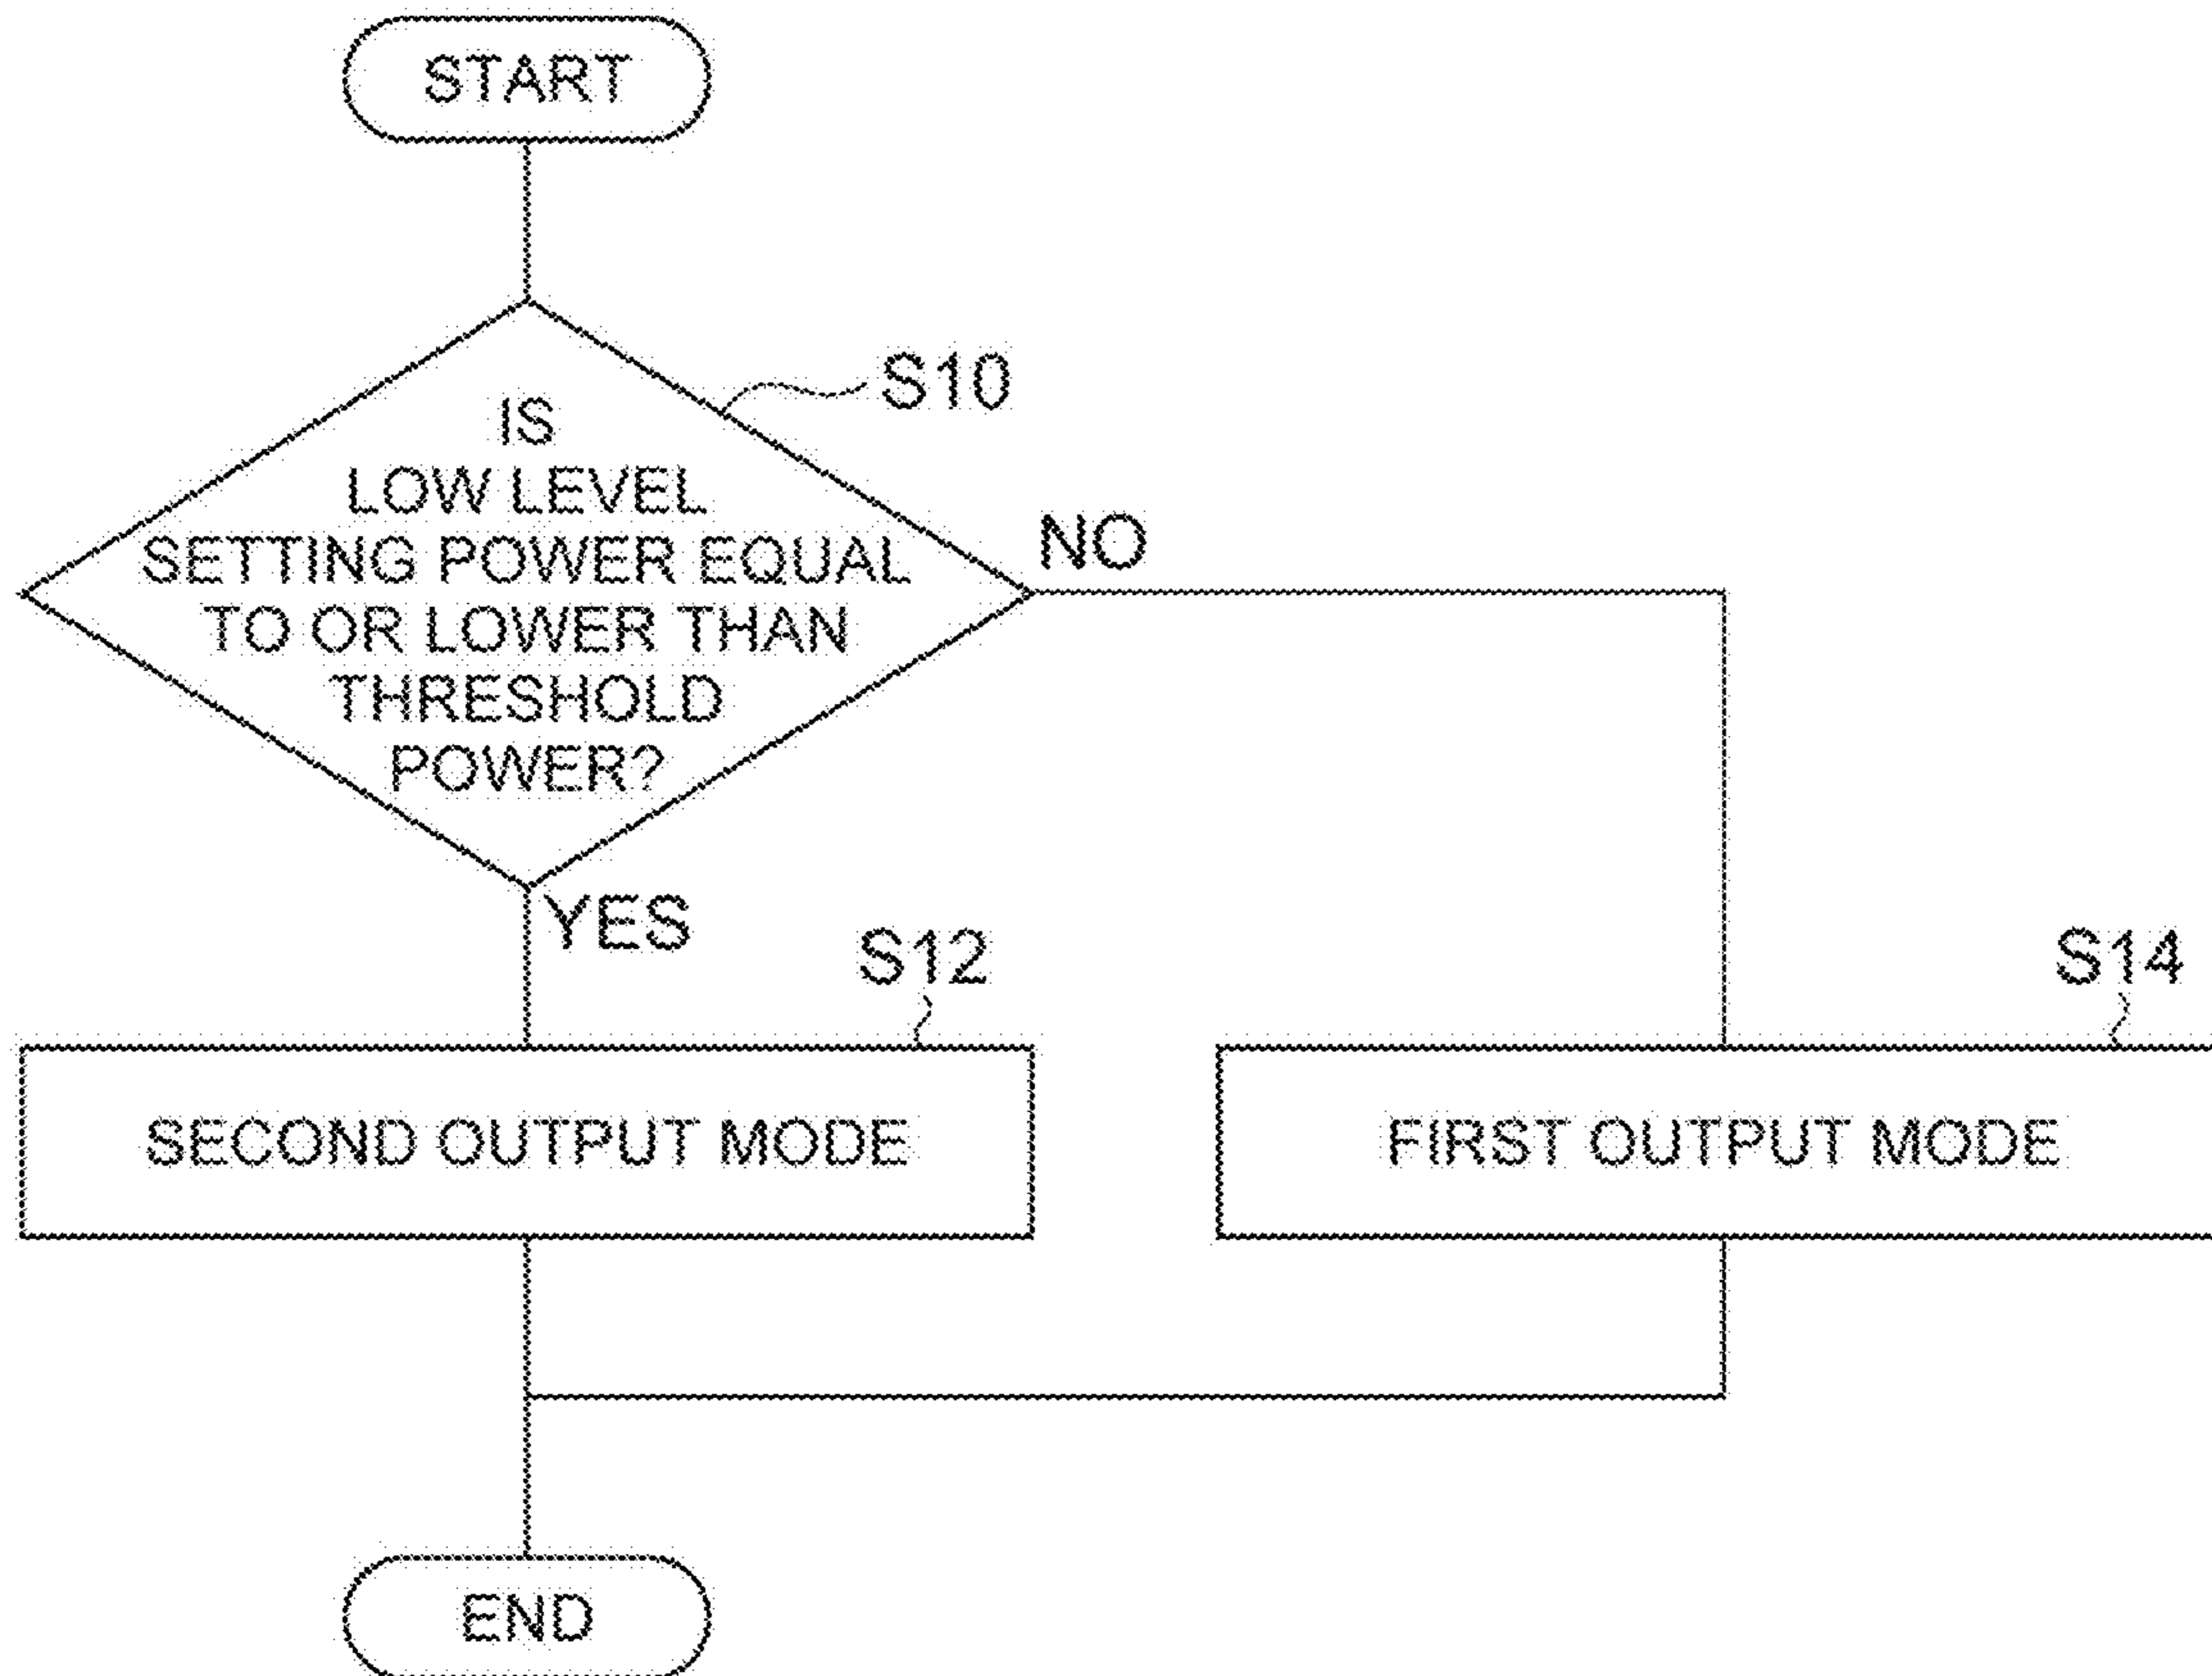 START
S10
IS
LOW LEVEL
SETTING POWER EQUAL
TO OR LOWER THAN
THRESHOLD
POWER?
NO
YES
S12
S14
SECOND OUTPUT MODE
FIRST OUTPUT MODE
END